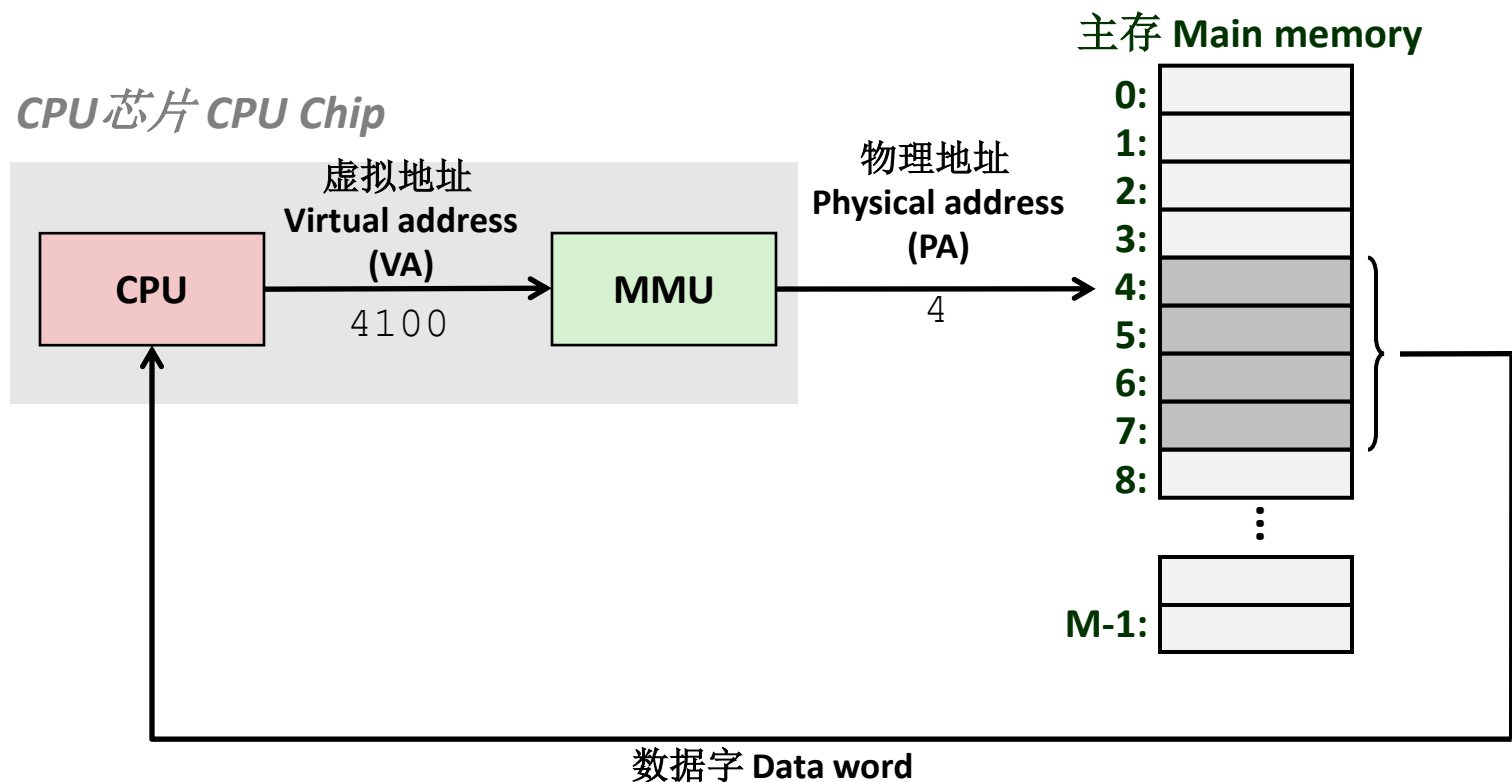 主存 Main memory
CPU芯片 CPU Chip
虚拟地址
Virtual address
(VA)
物理地址
Physical address
(PA)
CPU
4100
MMU
4
0:
1:
2:
3:
4:
5:
6:
7:
8:
...
M-1:
数据字 Data word